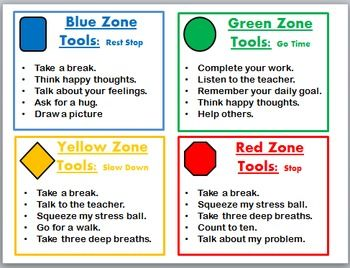 Blue Zone
Tools: Rest Stop
Take a break.
Think happy thoughts.
Talk about your feelings.
Ask for a hug.
Draw a picture
Green Zone
Tools: Go Time
Complete your work.
Listen to the teacher.
Remember your daily goal.
Think happy thoughts.
Help others.
Yellow Zone
Tools: Slow Down
Take a break.
Talk to the teacher.
Squeeze my stress ball.
Go for a walk.
Take three deep breaths.
Red Zone
Tools: Stop
Take a break.
Squeeze my stress ball.
Take three deep breaths.
Count to ten.
Talk about my problem.